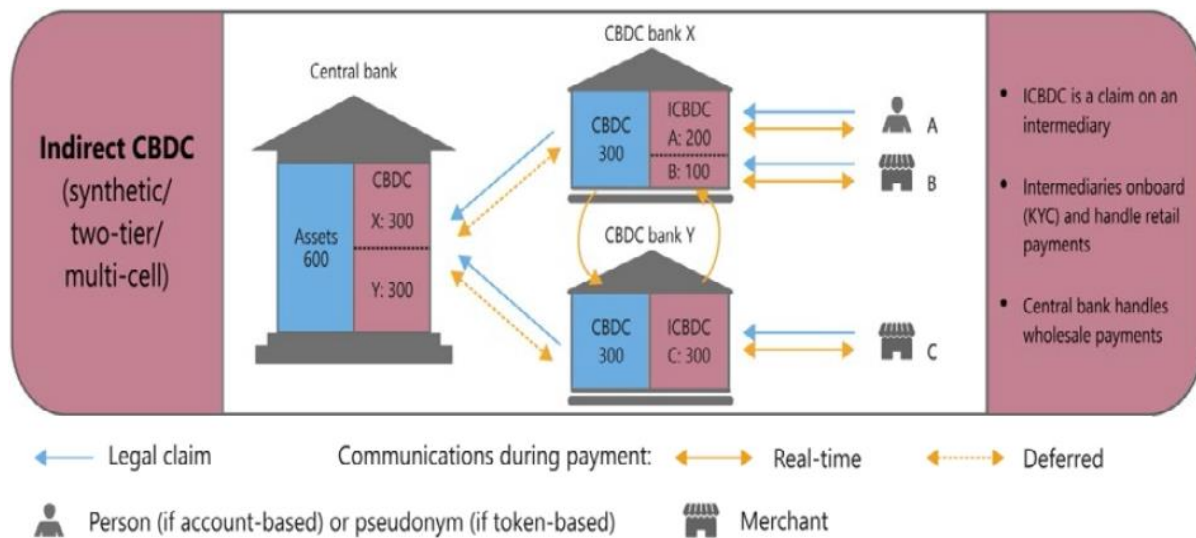 Indirect CBDC
(synthetic/
two-tier/
multi-cell)
Central bank
Assets
600
CBDC
X: 300
Y: 300
CBDC bank X
CBDC
300
ICBDC
A: 200
B: 100
CBDC bank Y
CBDC
300
ICBDC
C: 300
A
B
C
• ICBDC is a claim on an
intermediary
• Intermediaries onboard
(KYC) and handle retail
payments
• Central bank handles
wholesale payments
Legal claim
Communications during payment:
Real-time
Deferred
Person (if account-based) or pseudonym (if token-based)
Merchant